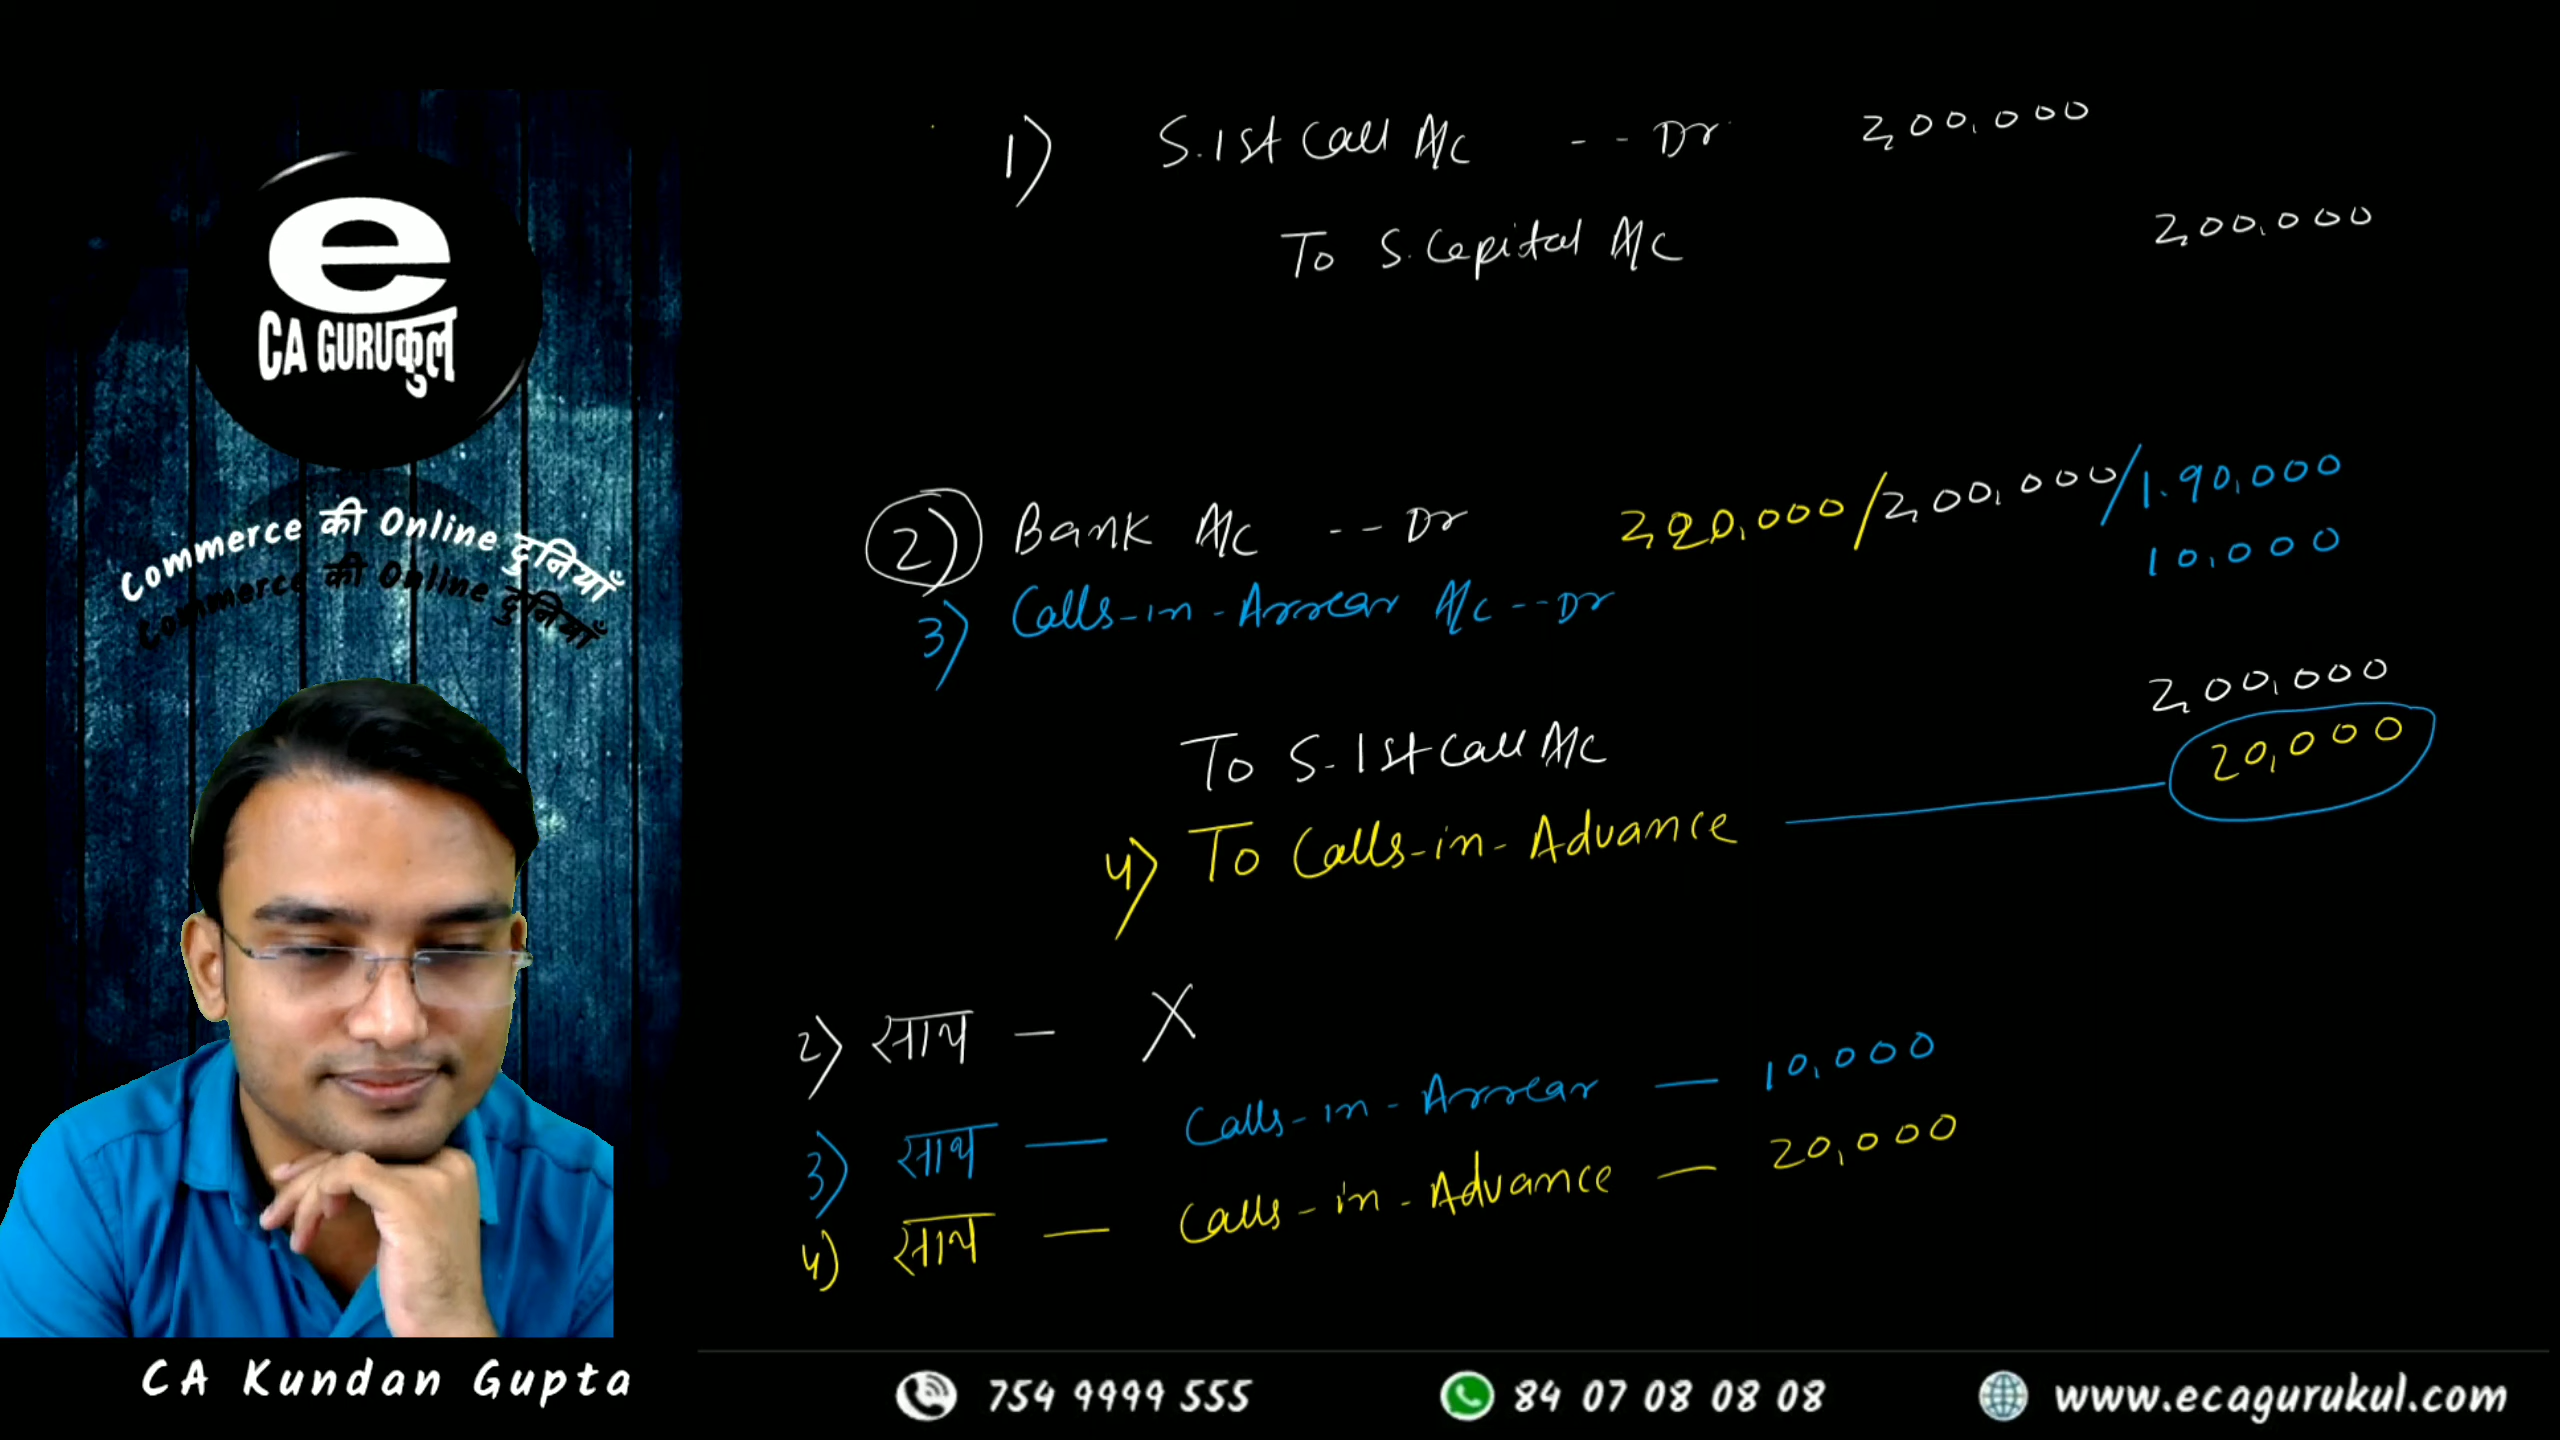 e
CA GURUकुल
Commerce की Online दुनियाँ
Commerce की Online दुनियाँ
1) S.1st Call A/c -- Dr 2,00,000
To S.Capital A/c 2,00,000
2) Bank A/c -- Dr 2,20,000/2,00,000/1.90,000
3) Calls-in-Arrear A/c --Dr 10,000
To S-1st Call A/c 2,00,000
4) To Calls-in-Advance 20,000
2) साथ - X
3) साथ - Calls-in-Arrear - 10,000
4) साथ - Calls-in-Advance - 20,000
CA Kundan Gupta
754 9999 555
84 07 08 08 08
www.ecagurukul.com